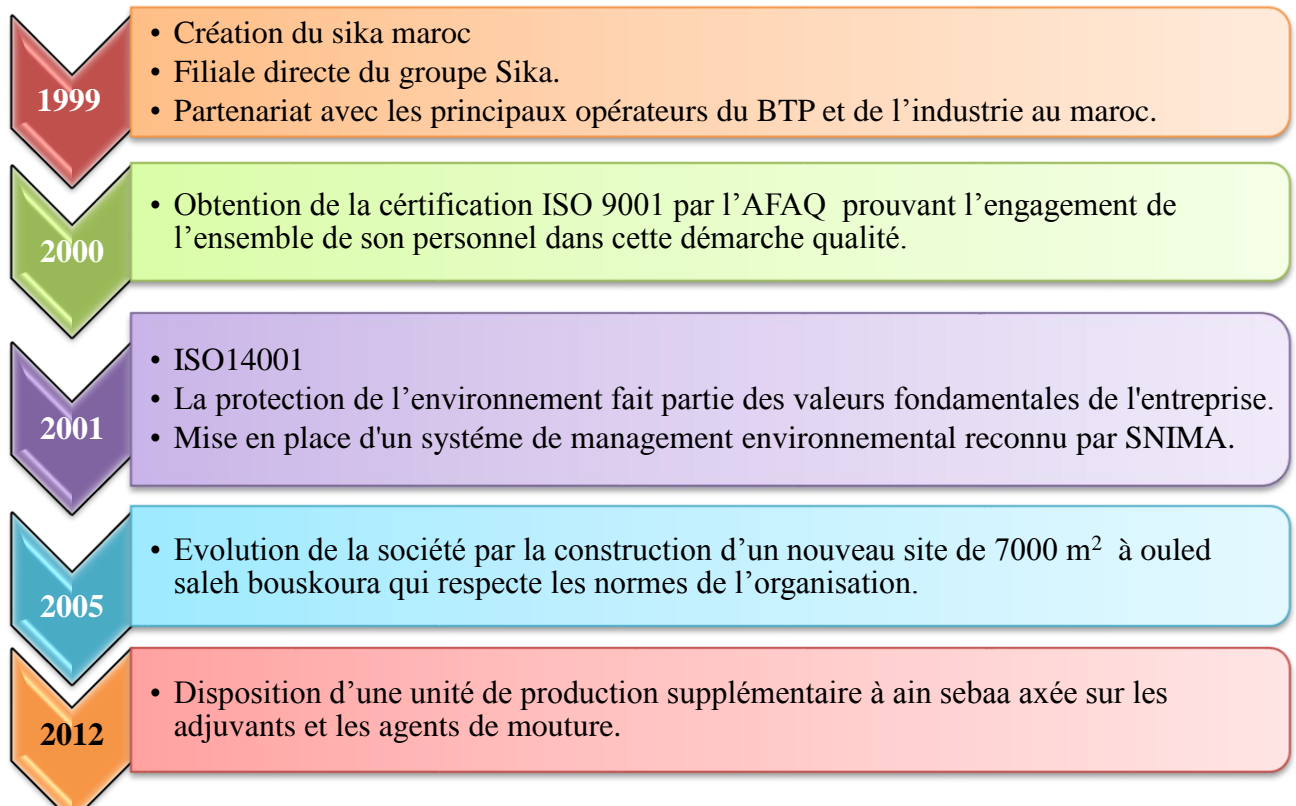 1999
• Création du sika maroc
• Filiale directe du groupe Sika.
• Partenariat avec les principaux opérateurs du BTP et de l’industrie au maroc.
2000
• Obtention de la cértification ISO 9001 par l’AFAQ prouvant l’engagement de
l’ensemble de son personnel dans cette démarche qualité.
2001
• ISO14001
• La protection de l’environnement fait partie des valeurs fondamentales de l'entreprise.
• Mise en place d'un systéme de management environnemental reconnu par SNIMA.
2005
• Evolution de la société par la construction d’un nouveau site de 7000 m² à ouled
saleh bouskoura qui respecte les normes de l’organisation.
2012
• Disposition d’une unité de production supplémentaire à ain sebaa axée sur les
adjuvants et les agents de mouture.